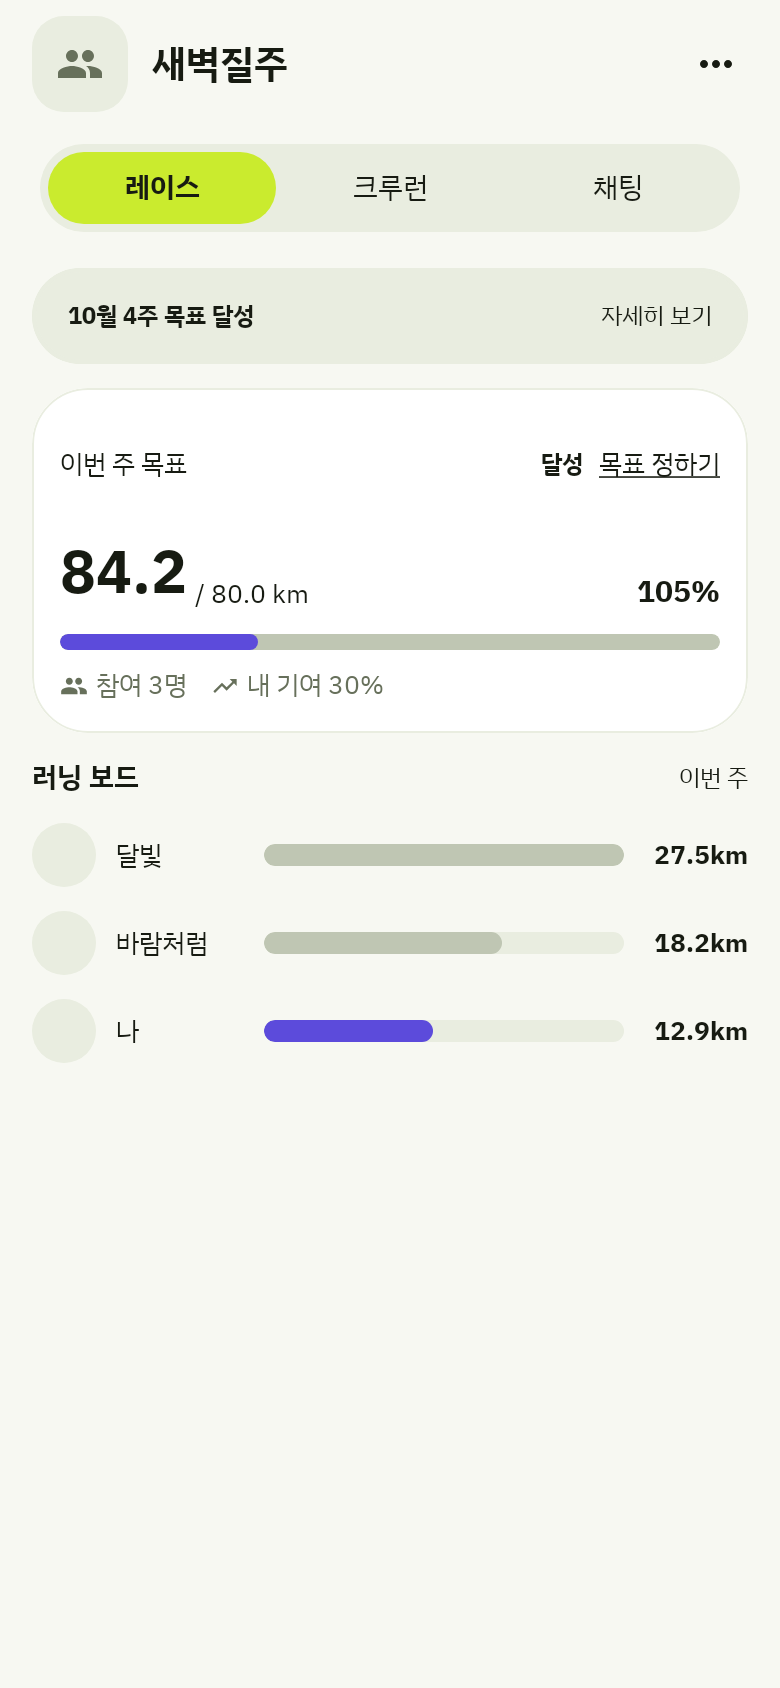 새벽질주
레이스 크루런 채팅
10월 4주 목표 달성 자세히 보기
이번 주 목표 달성 목표 정하기
84.2 / 80.0 km 105%
참여 3명 내 기여 30%
러닝 보드 이번 주
달빛 27.5km
바람처럼 18.2km
나 12.9km